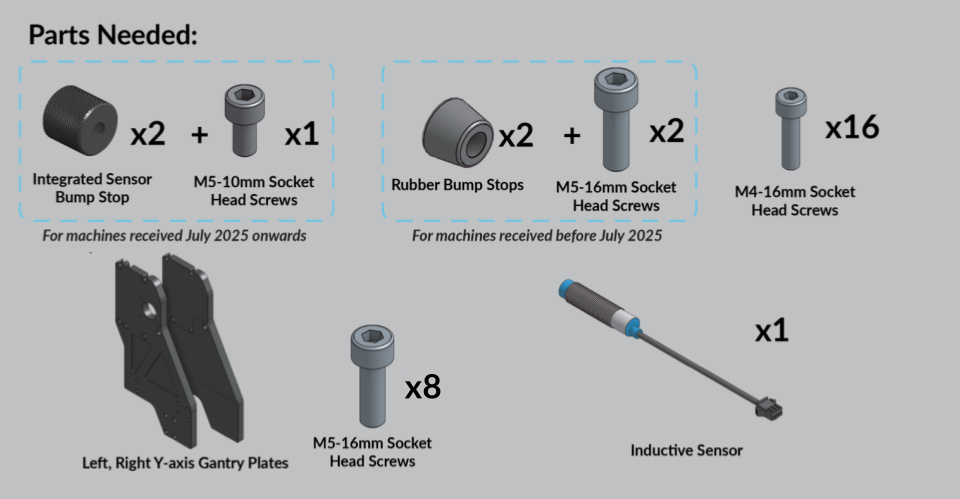 Parts Needed:
x2 + x1
Integrated Sensor
Bump Stop
M5-10mm Socket
Head Screws
For machines received July 2025 onwards
x2 + x2
Rubber Bump Stops
M5-16mm Socket
Head Screws
For machines received before July 2025
x16
M4-16mm Socket
Head Screws
Left, Right Y-axis Gantry Plates
x8
M5-16mm Socket
Head Screws
x1
Inductive Sensor